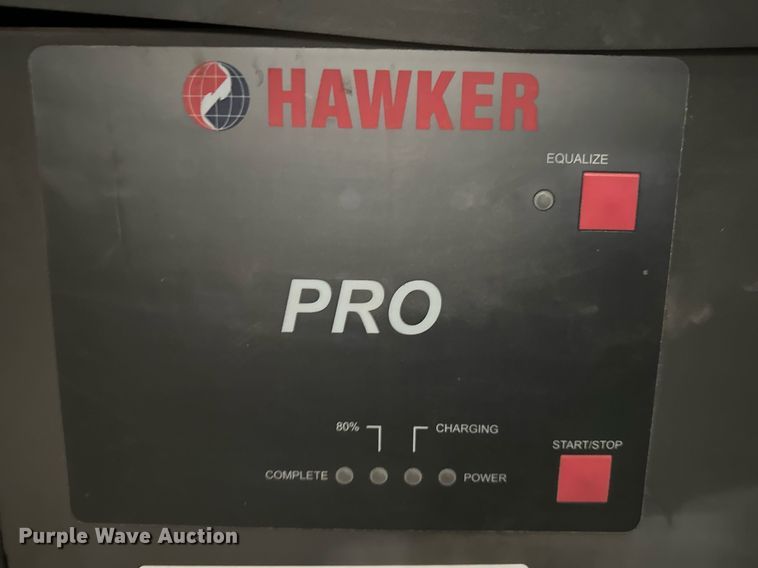 HAWKER
EQUALIZE
PRO
80% CHARGING
START/STOP
COMPLETE POWER
Purple Wave Auction